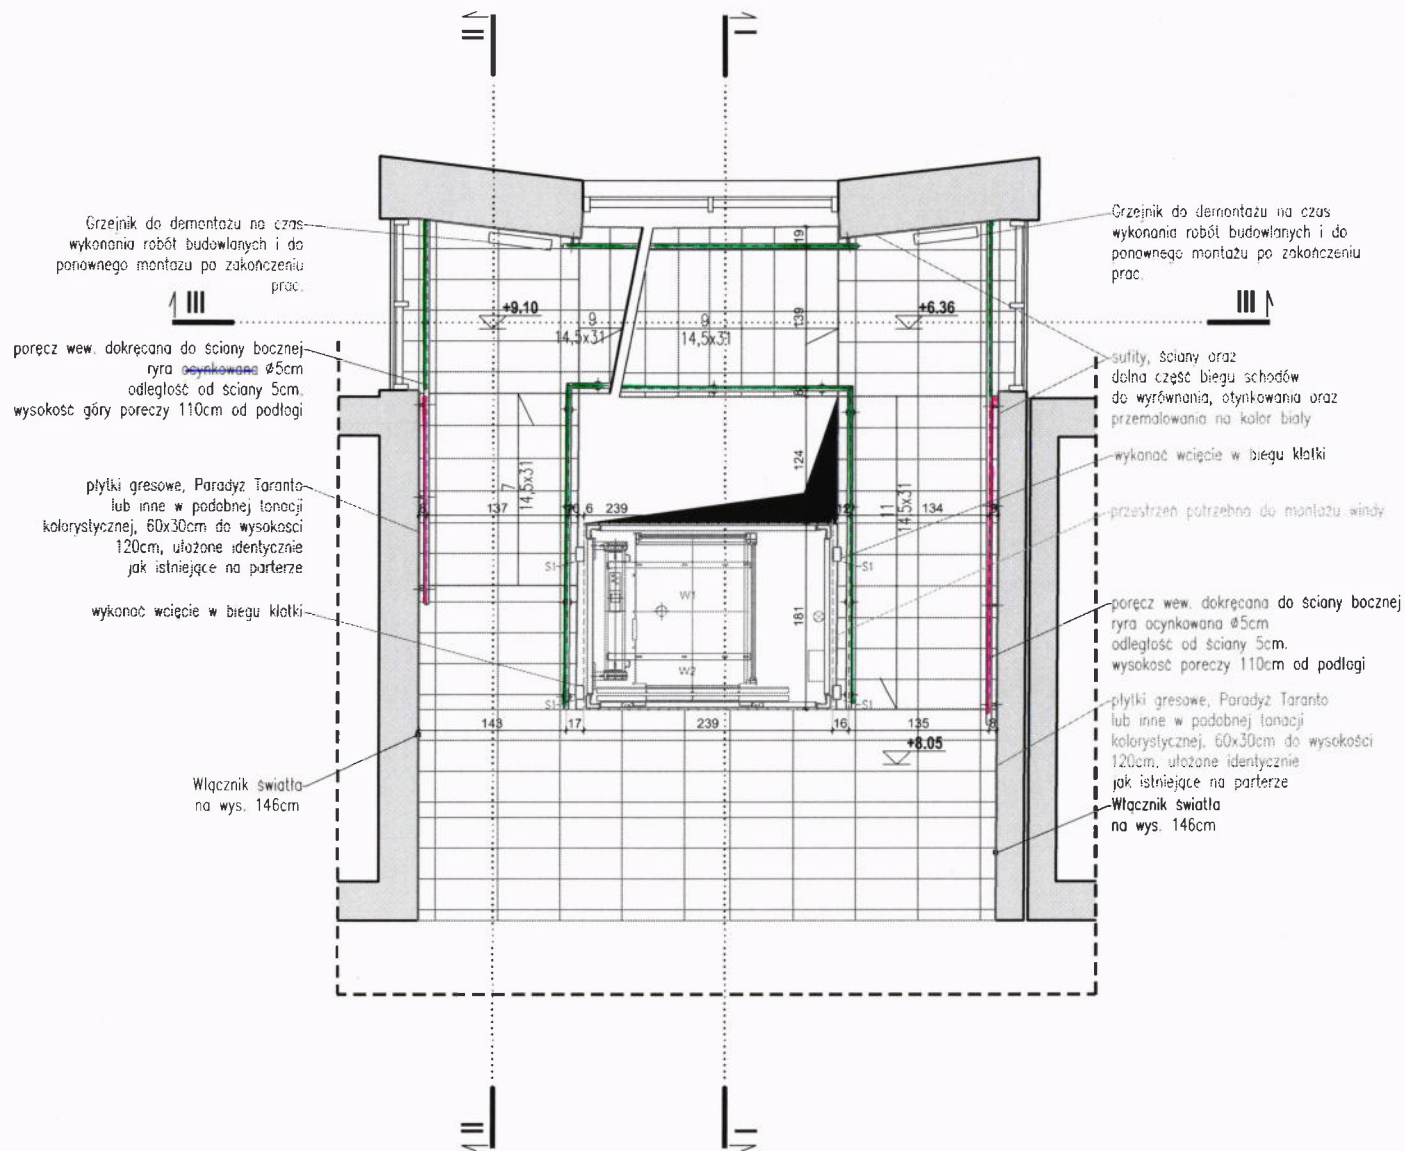 II
I
Grzejnik do demontażu na czas
wykonania robót budowlanych i do
ponownego montażu po zakończeniu
prac.
III
poręcz wew. dokręcana do ściany bocznej
ryra ocynkowana ø5cm
odległość od ściany 5cm,
wysokość góry poreczy 110cm od podłogi
płytki gresowe, Paradyż Taranto
lub inne w podobnej tonacji
kolorystycznej, 60x30cm do wysokości
120cm, ułożone identycznie
jak istniejące na parterze
wykonać wcięcie w biegu klatki
Włącznik światła
na wys. 146cm
+9.10
9
14,5x31
9
14,5x31
+6.36
19
139
8
124
7
14,5x31
11
14,5x31
137
6
239
12
134
S1
S1
W1
W2
181
S1
S1
143
17
239
16
135
8
+8.05
Grzejnik do demontażu na czas
wykonania robót budowlanych i do
ponownego montażu po zakończeniu
prac.
III
sufity, ściany oraz
dolna część biegu schodów
do wyrównania, otynkowania oraz
przemalowania na kolor biały
wykonać wcięcie w biegu klatki
przestrzeń potrzebna do montażu windy
poręcz wew. dokręcana do ściany bocznej
ryra ocynkowana ø5cm
odległość od ściany 5cm.
wysokość poreczy 110cm od podłogi
płytki gresowe, Paradyż Taranto
lub inne w podobnej tonacji
kolorystycznej, 60x30cm do wysokości
120cm, ułożone identycznie
jak istniejące na parterze
Włącznik światła
na wys. 146cm
II
I